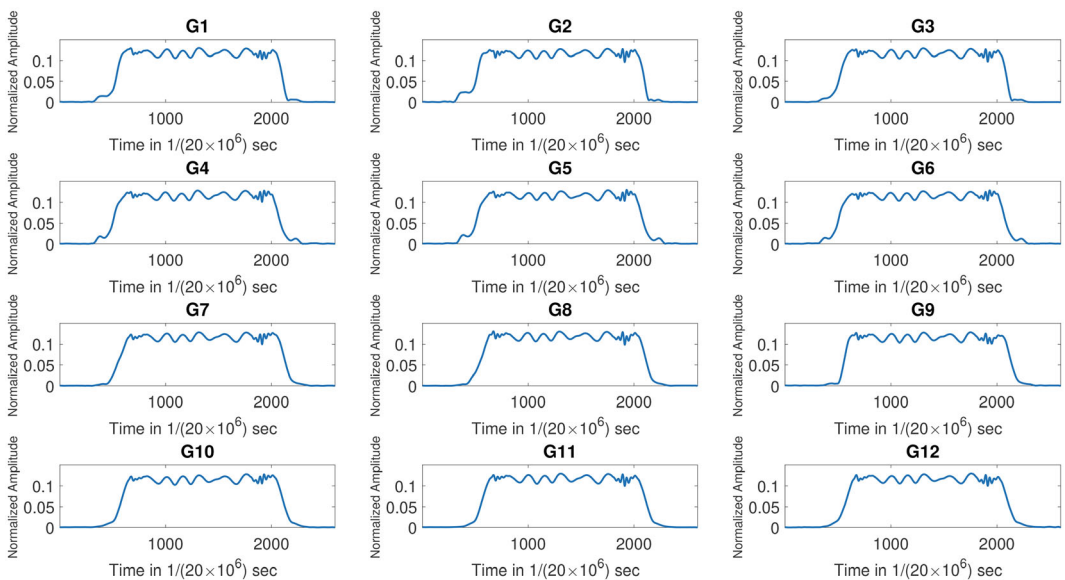 G1 G2 G3
Normalized Amplitude Normalized Amplitude Normalized Amplitude
0.1 0.1 0.1
0.05 0.05 0.05
0 0 0
1000 2000 1000 2000 1000 2000
Time in 1/(20×10⁶) sec Time in 1/(20×10⁶) sec Time in 1/(20×10⁶) sec
G4 G5 G6
Normalized Amplitude Normalized Amplitude Normalized Amplitude
0.1 0.1 0.1
0.05 0.05 0.05
0 0 0
1000 2000 1000 2000 1000 2000
Time in 1/(20×10⁶) sec Time in 1/(20×10⁶) sec Time in 1/(20×10⁶) sec
G7 G8 G9
Normalized Amplitude Normalized Amplitude Normalized Amplitude
0.1 0.1 0.1
0.05 0.05 0.05
0 0 0
1000 2000 1000 2000 1000 2000
Time in 1/(20×10⁶) sec Time in 1/(20×10⁶) sec Time in 1/(20×10⁶) sec
G10 G11 G12
Normalized Amplitude Normalized Amplitude Normalized Amplitude
0.1 0.1 0.1
0.05 0.05 0.05
0 0 0
1000 2000 1000 2000 1000 2000
Time in 1/(20×10⁶) sec Time in 1/(20×10⁶) sec Time in 1/(20×10⁶) sec